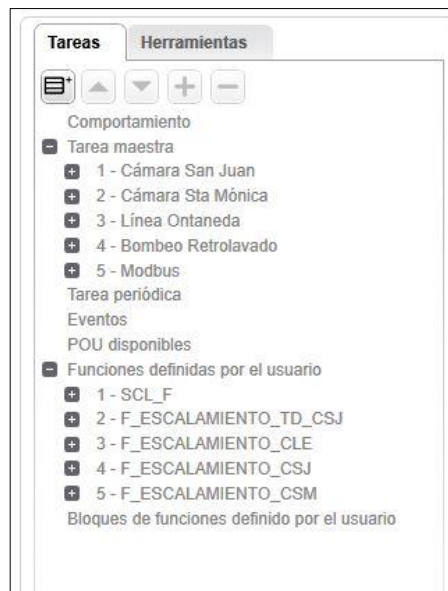 Tareas Herramientas
Comportamiento
Tarea maestra
1 - Cámara San Juan
2 - Cámara Sta Mónica
3 - Línea Ontaneda
4 - Bombeo Retrolavado
5 - Modbus
Tarea periódica
Eventos
POU disponibles
Funciones definidas por el usuario
1 - SCL_F
2 - F_ESCALAMIENTO_TD_CSJ
3 - F_ESCALAMIENTO_CLE
4 - F_ESCALAMIENTO_CSJ
5 - F_ESCALAMIENTO_CSM
Bloques de funciones definido por el usuario